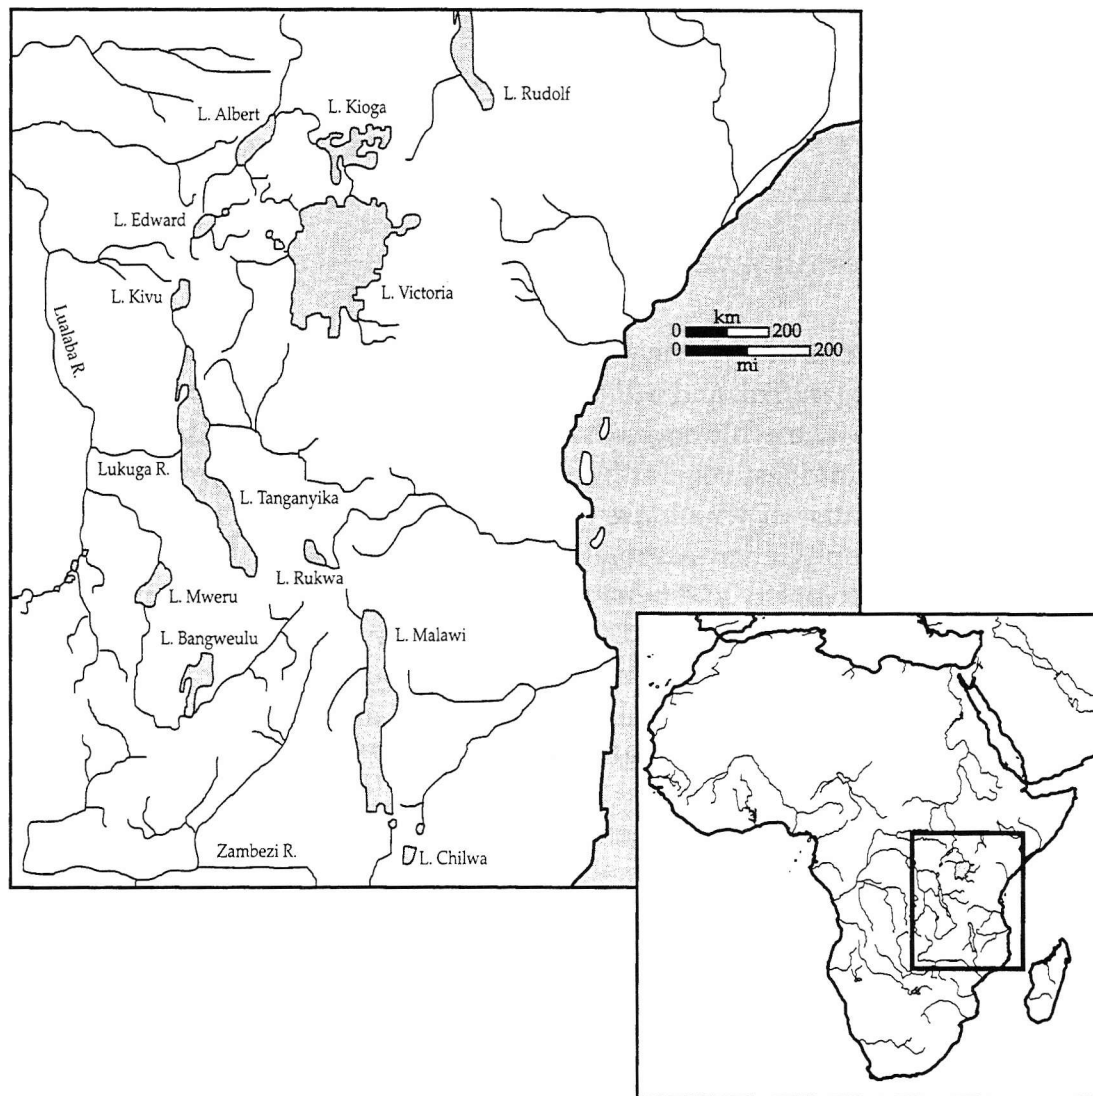 L. Rudolf
L. Albert
L. Kioga
L. Edward
L. Kivu
L. Victoria
km
0 200
0 200
mi
Lualaba R.
Lukuga R.
L. Tanganyika
L. Rukwa
L. Mweru
L. Bangweulu
L. Malawi
Zambezi R.
L. Chilwa